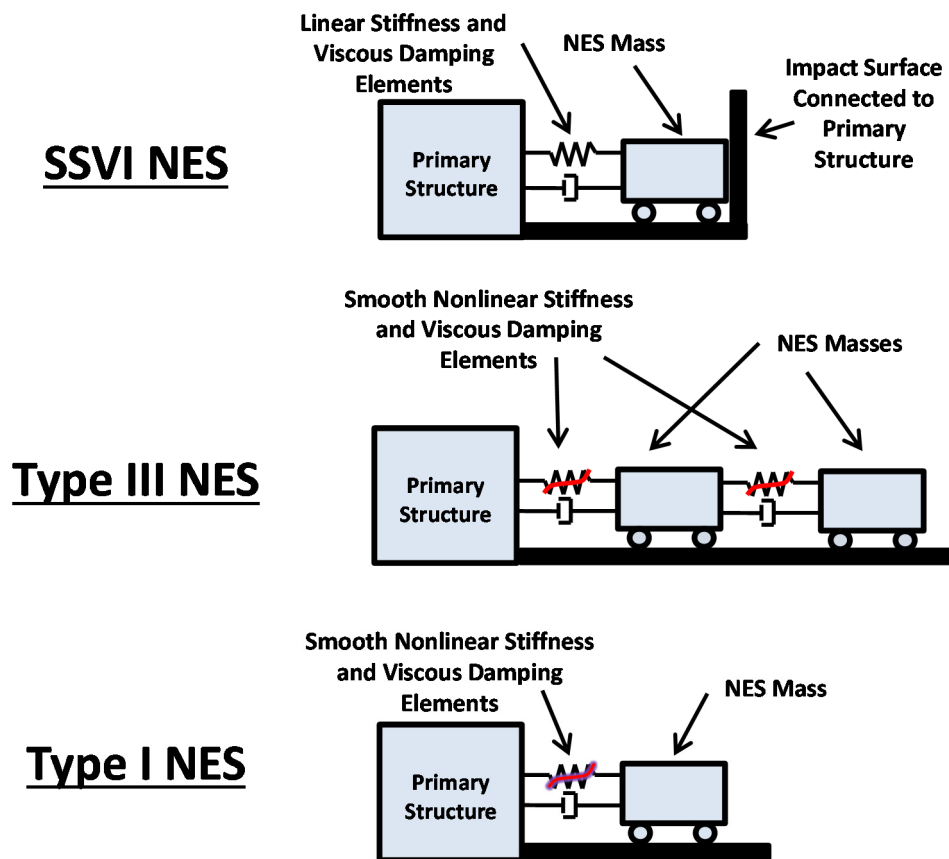 Linear Stiffness and
Viscous Damping
Elements
NES Mass
Impact Surface
Connected to
Primary
Structure
SSVI NES
Primary
Structure
Smooth Nonlinear Stiffness
and Viscous Damping
Elements
NES Masses
Type III NES
Primary
Structure
Smooth Nonlinear Stiffness
and Viscous Damping
Elements
NES Mass
Type I NES
Primary
Structure